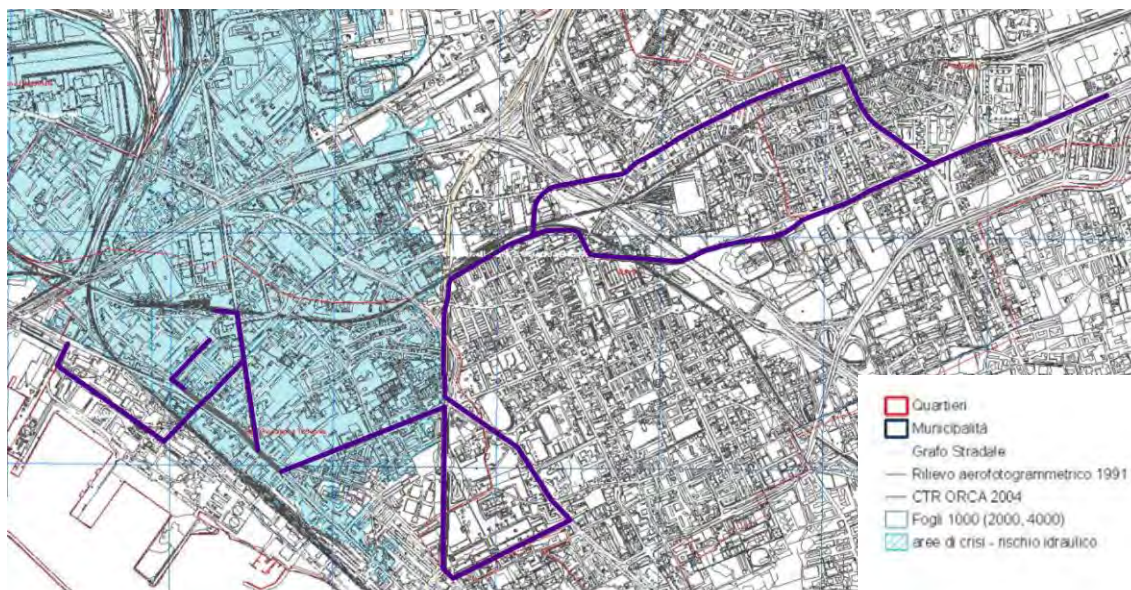 Quartieri
Municipalità
Grafo Stradale
Rilievo aerofotogrammetrico 1991
CTR ORCA 2004
Fogli 1000 (2000, 4000)
aree di crisi - rischio idraulico